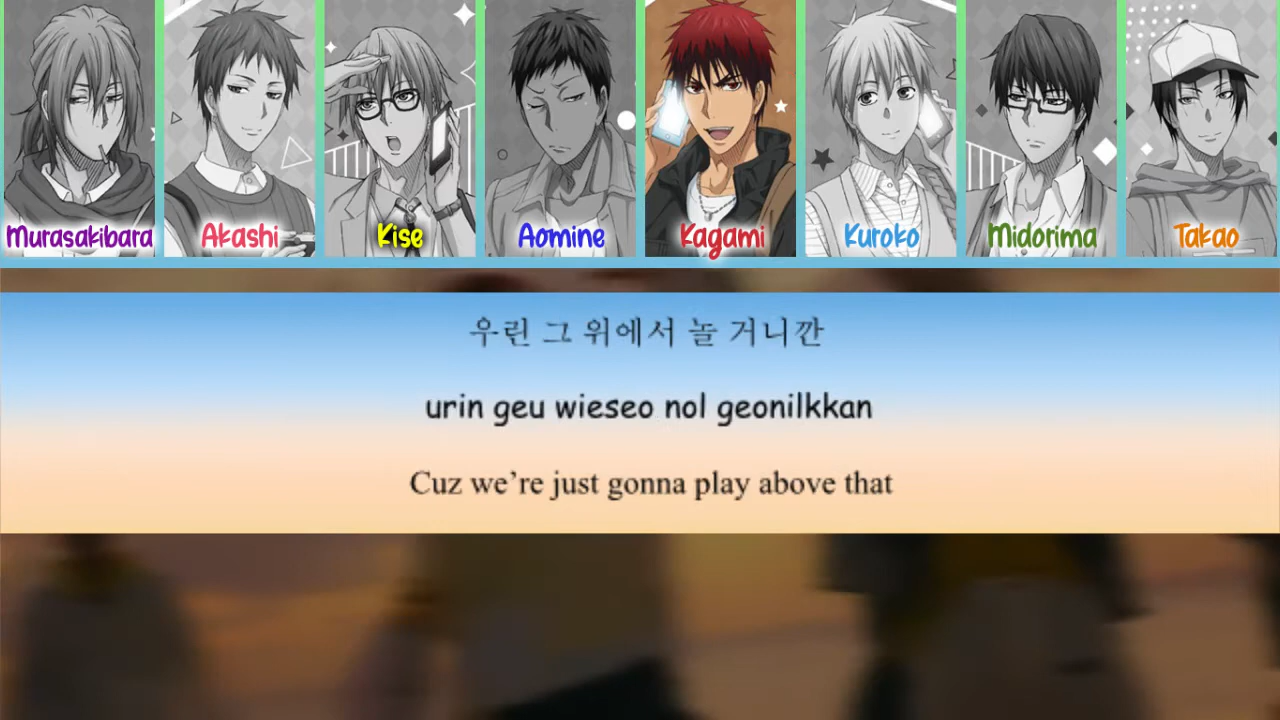 Murasakibara Akashi Kise Aomine Kagami Kuroko Midorima Takao
우린 그 위에서 놀 거니깐
urin geu wieseo nol geonilkkan
Cuz we're just gonna play above that